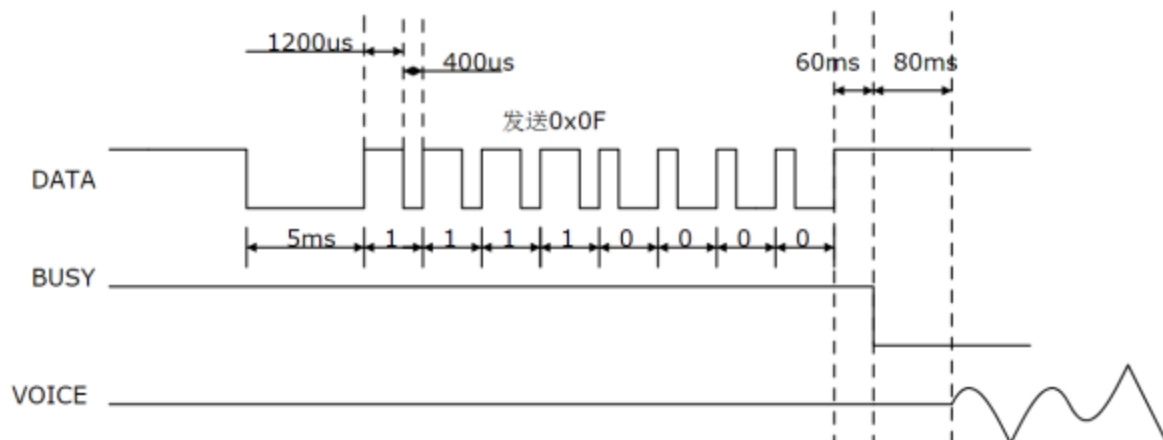 1200us
400us
60ms
80ms
发送0x0F
DATA
5ms 1 1 1 1 0 0 0 0
BUSY
VOICE